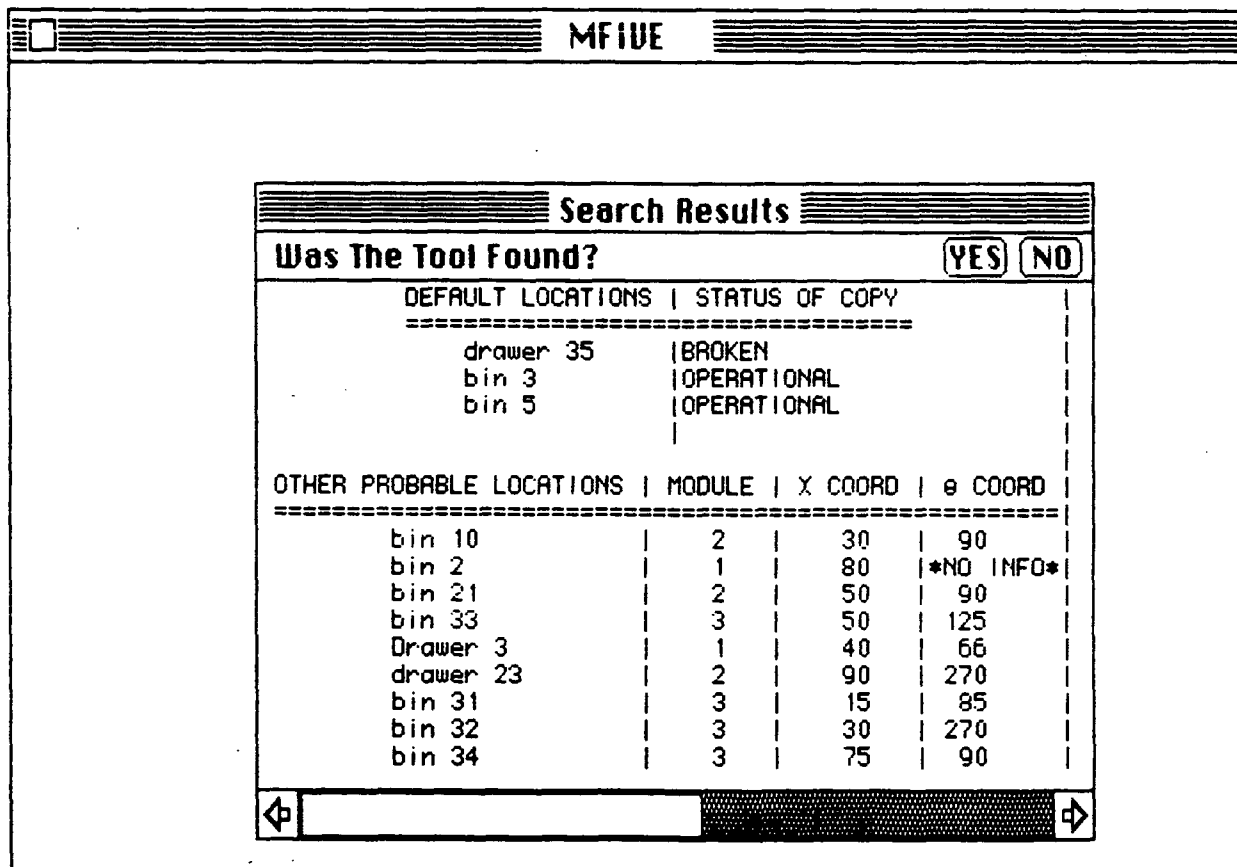 MFIVE
Search Results
Was The Tool Found? YES NO
DEFAULT LOCATIONS | STATUS OF COPY
===================================
drawer 35 |BROKEN
bin 3 |OPERATIONAL
bin 5 |OPERATIONAL
OTHER PROBABLE LOCATIONS | MODULE | X COORD | θ COORD |
========================================================
bin 10 | 2 | 30 | 90 |
bin 2 | 1 | 80 |*NO INFO*|
bin 21 | 2 | 50 | 90 |
bin 33 | 3 | 50 | 125 |
Drawer 3 | 1 | 40 | 66 |
drawer 23 | 2 | 90 | 270 |
bin 31 | 3 | 15 | 85 |
bin 32 | 3 | 30 | 270 |
bin 34 | 3 | 75 | 90 |